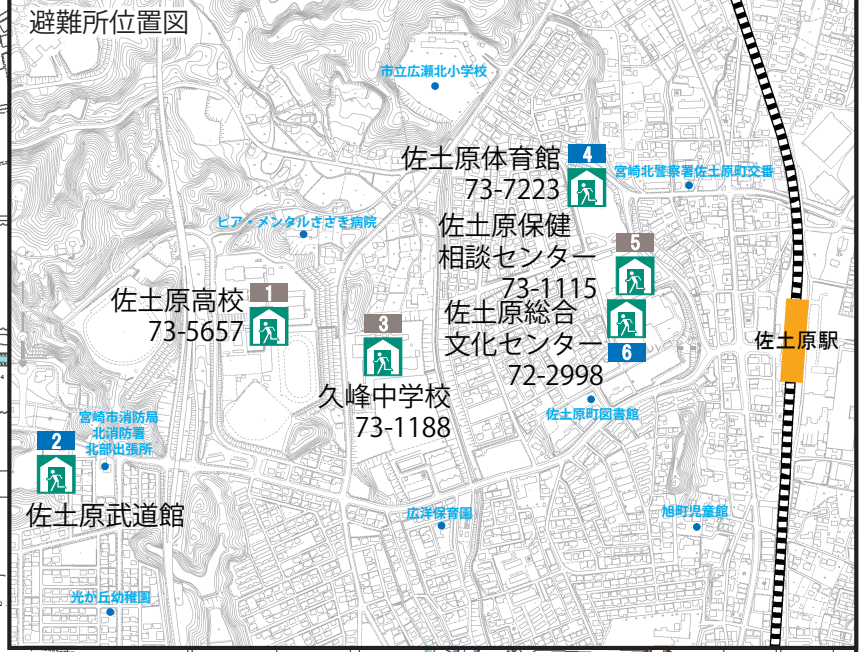 避難所位置図
市立広瀬北小学校
佐土原体育館
73-7223
4
宮崎北警察署佐土原町交番
ピア・メンタルささき病院
佐土原保健
相談センター
73-1115
5
佐土原高校
73-5657
1
3
久峰中学校
73-1188
佐土原総合
文化センター
72-2998
6
佐土原駅
佐土原町図書館
宮崎市消防局
北消防署
北部出張所
2
佐土原武道館
広洋保育園
旭町児童館
光が丘幼稚園